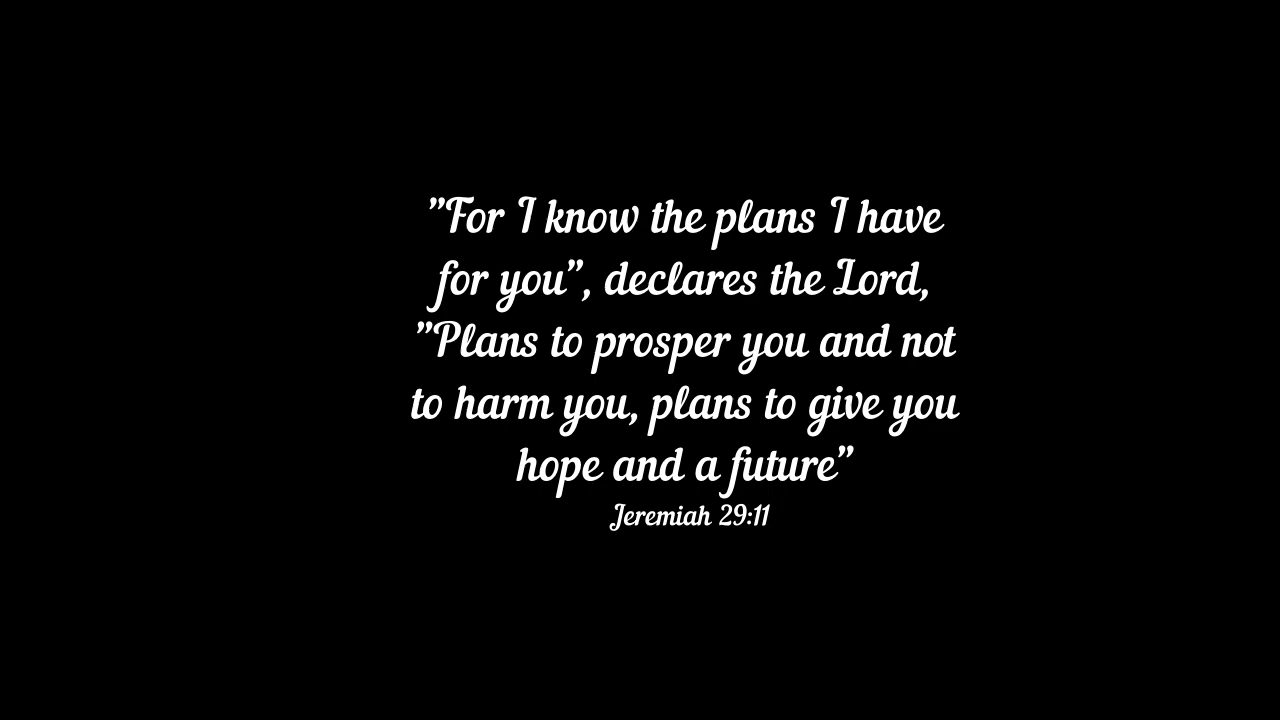 ”For I know the plans I have
for you”, declares the Lord,
”Plans to prosper you and not
to harm you, plans to give you
hope and a future”
Jeremiah 29:11